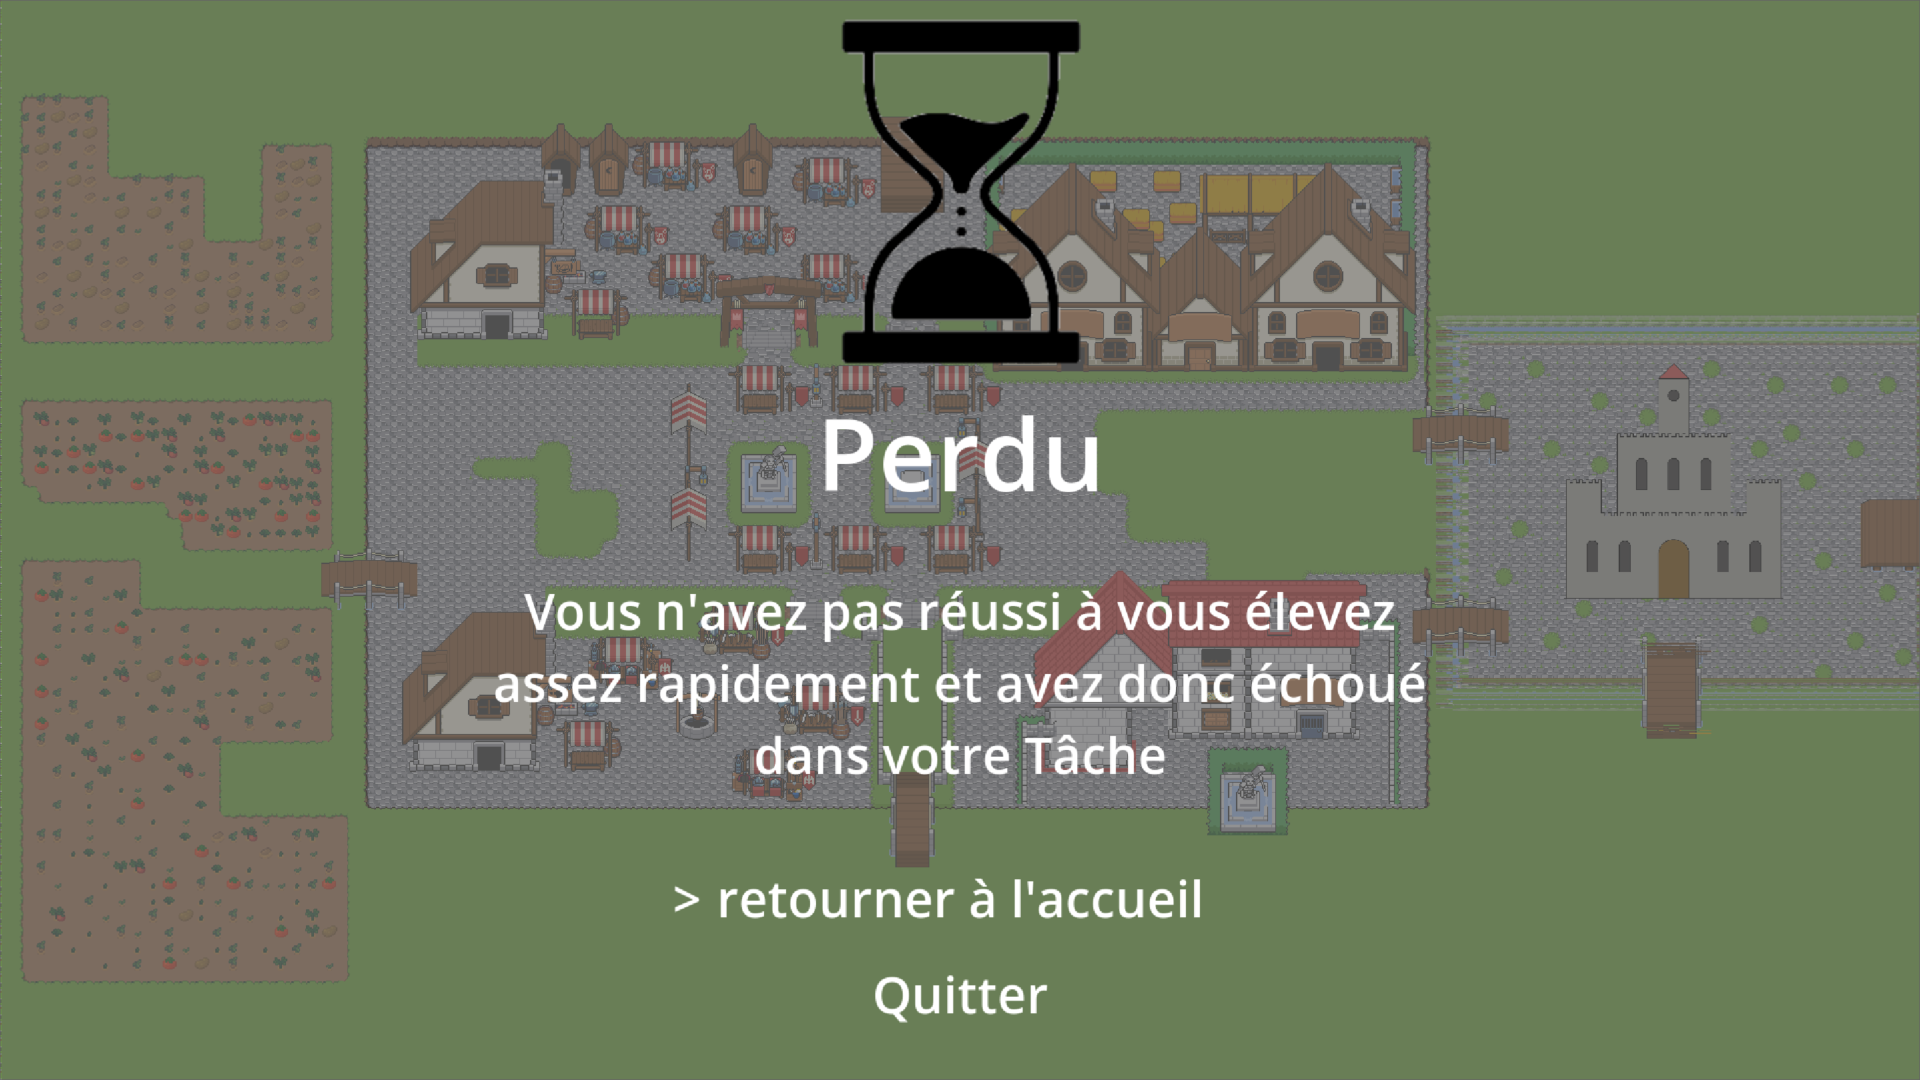 Perdu
Vous n'avez pas réussi à vous élevez
assez rapidement et avez donc échoué
dans votre Tâche
> retourner à l'accueil
Quitter